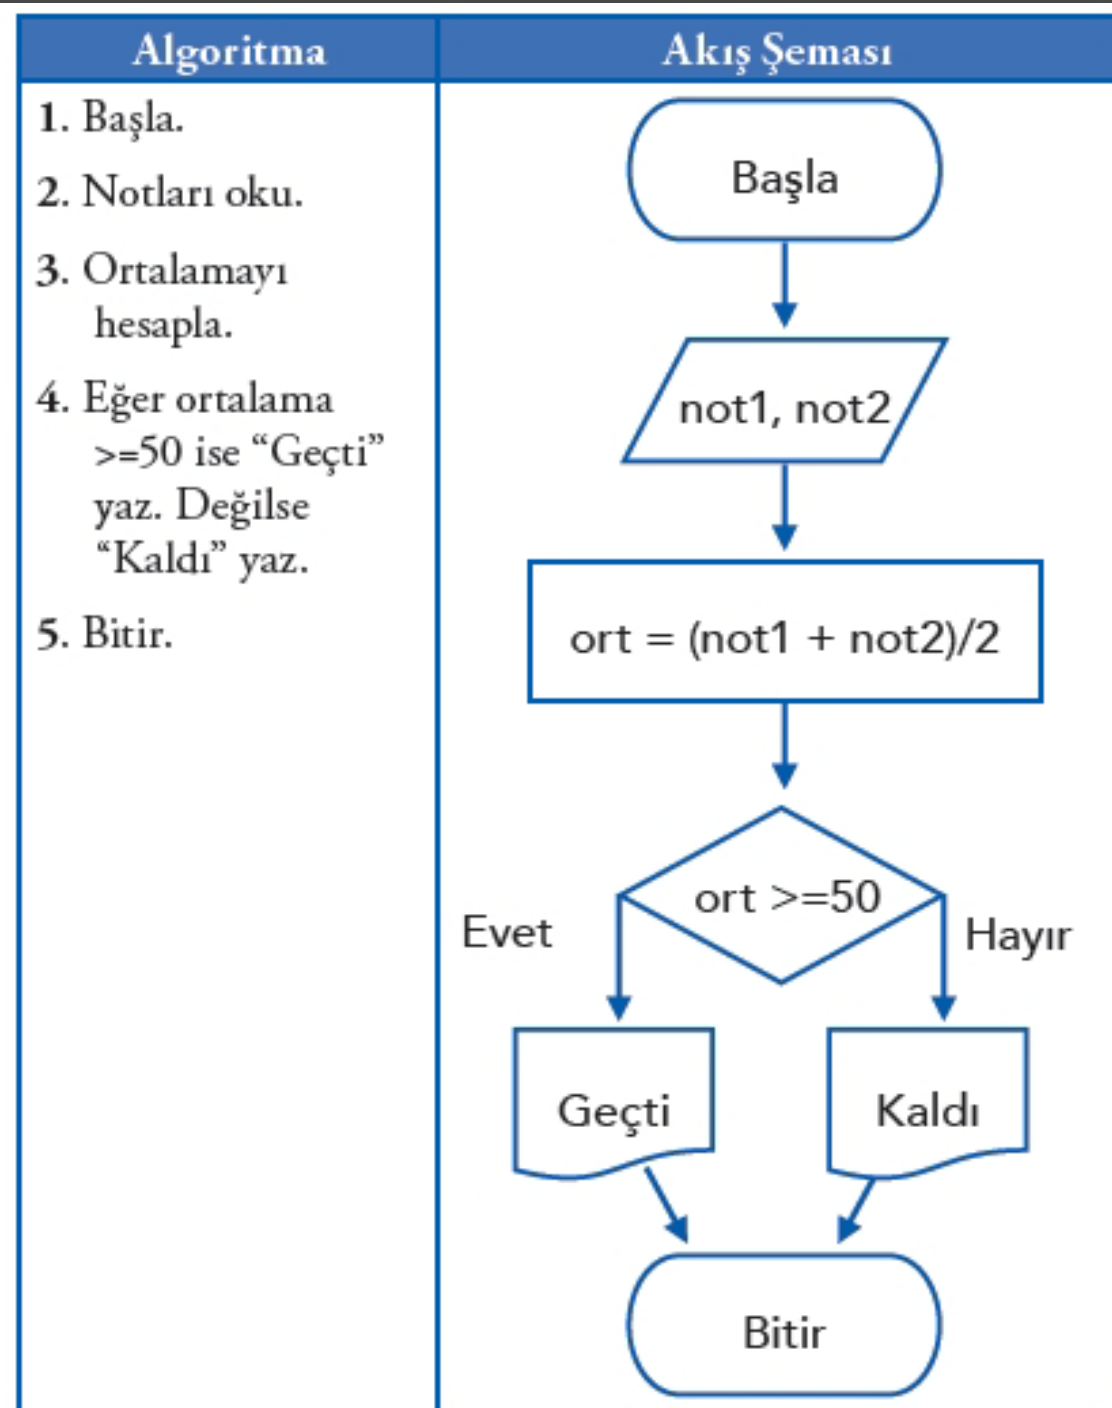 Algoritma
1. Başla.
2. Notları oku.
3. Ortalamayı
hesapla.
4. Eğer ortalama
>=50 ise “Geçti”
yaz. Değilse
“Kaldı” yaz.
5. Bitir.
Akış Şeması
Başla
not1, not2
ort = (not1 + not2)/2
ort >=50
Evet
Hayır
Geçti
Kaldı
Bitir